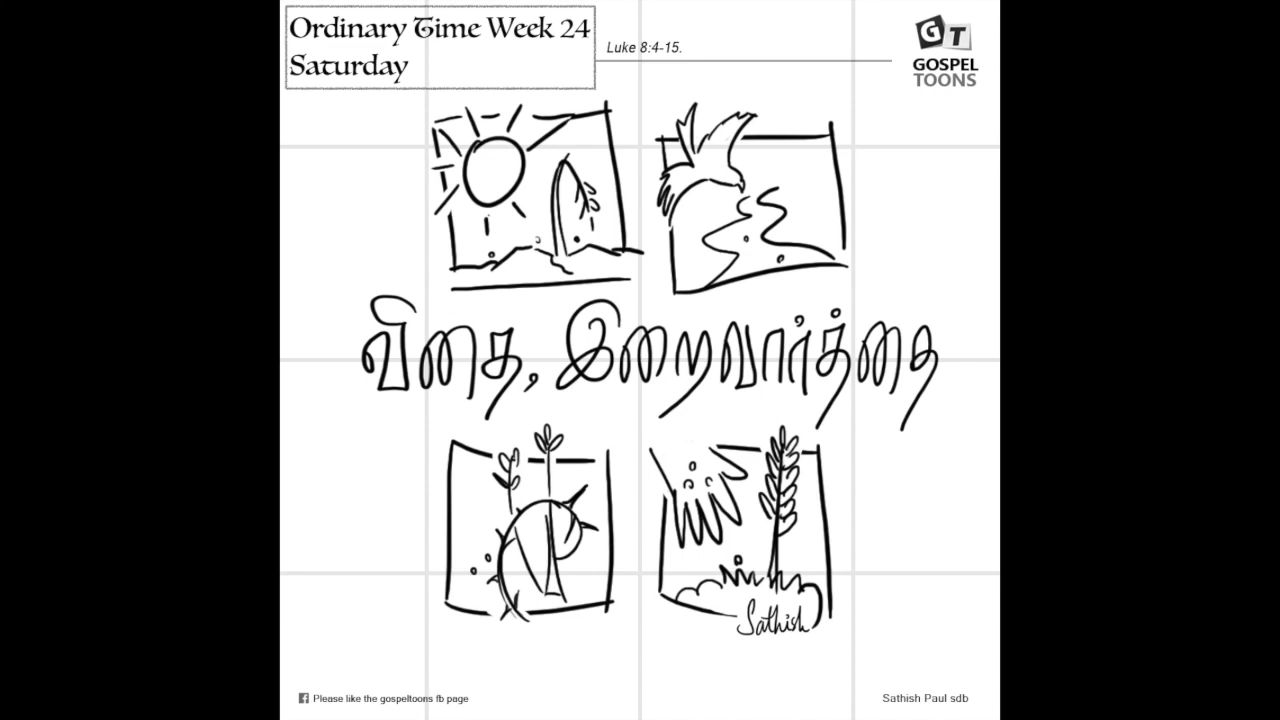 Ordinary Time Week 24
Saturday
Luke 8:4-15.
GT
GOSPEL
TOONS
விதை, இறைவார்த்தை
Sathish
Please like the gospeltoons fb page
Sathish Paul sdb